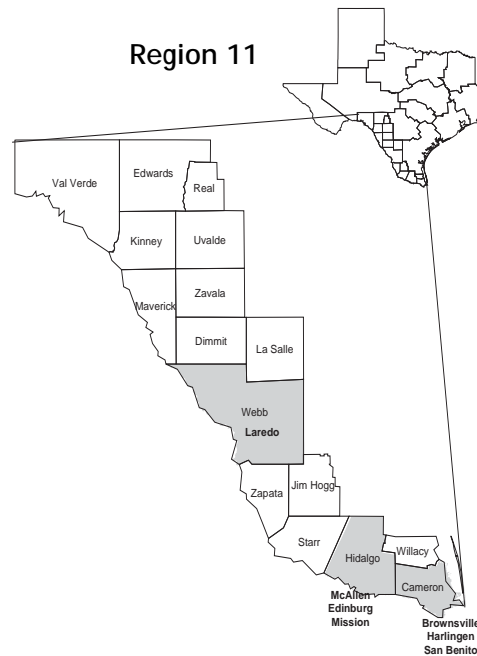 Region 11
Val Verde
Edwards
Real
Kinney
Uvalde
Maverick
Zavala
Dimmit
La Salle
Webb
Laredo
Zapata
Jim Hogg
Starr
Hidalgo
Willacy
Cameron
McAllen
Edinburg
Mission
Brownsville
Harlingen
San Benito